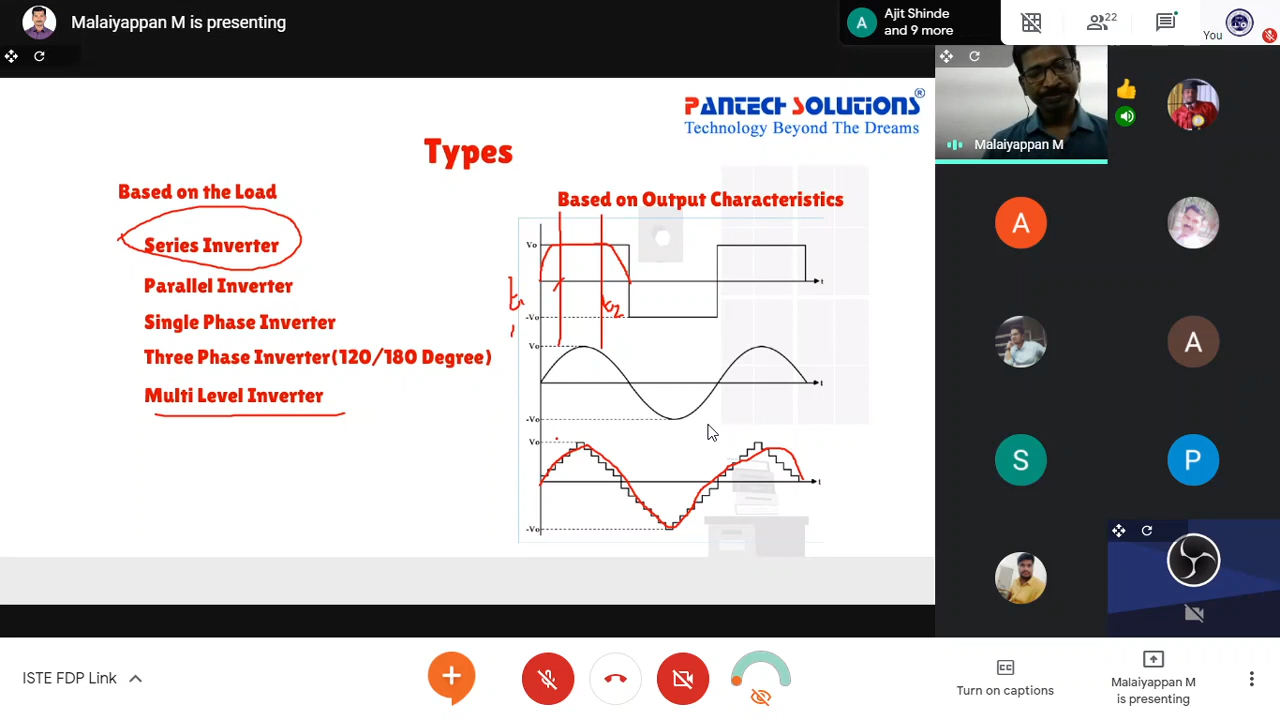 Malaiyappan M is presenting
Ajit Shinde
and 9 more
A
22
You
PANTECH SOLUTIONS®
Technology Beyond The Dreams
Types
Based on the Load
Series Inverter
Parallel Inverter
Single Phase Inverter
Three Phase Inverter(120/180 Degree)
Multi Level Inverter
Based on Output Characteristics
Vo
t
-Vo
t2
Vo
t
-Vo
Vo
t
-Vo
Malaiyappan M
A
A
S
P
ISTE FDP Link
Turn on captions
Malaiyappan M
is presenting